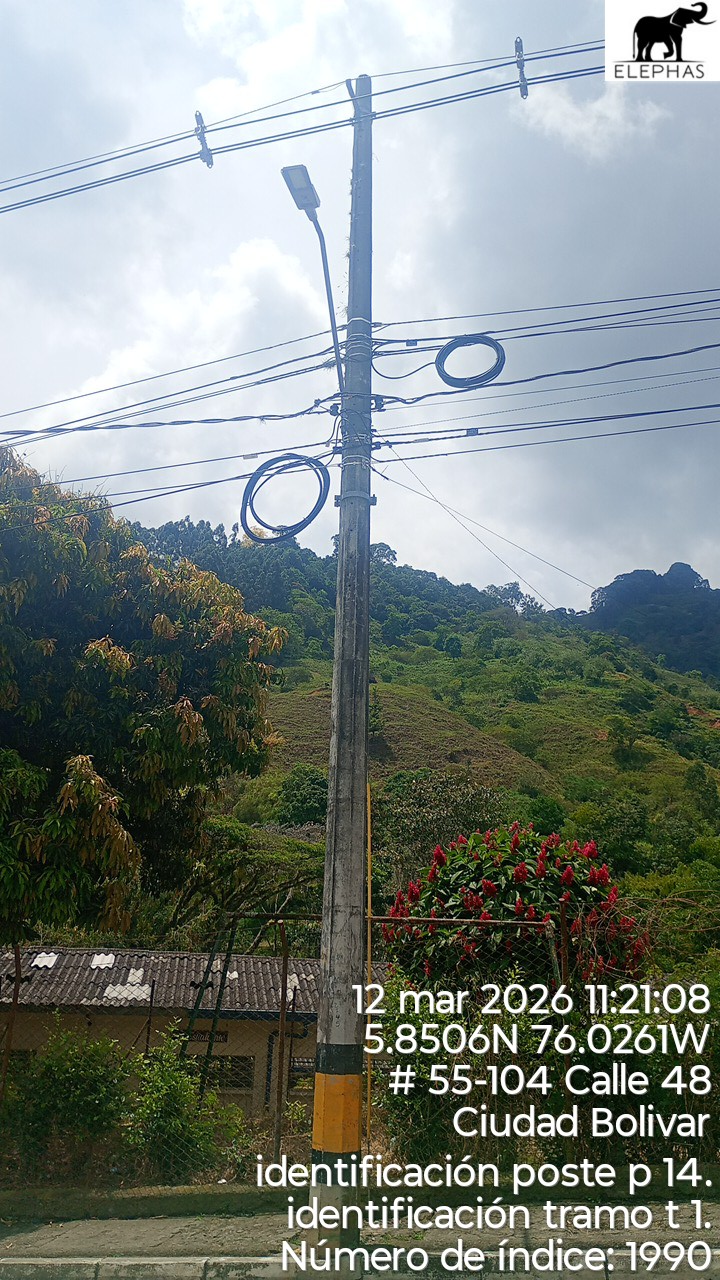 ELEPHAS
12 mar 2026 11:21:08
5.8506N 76.0261W
# 55-104 Calle 48
Ciudad Bolivar
identificación poste p 14.
identificación tramo t 1.
Número de índice: 1990